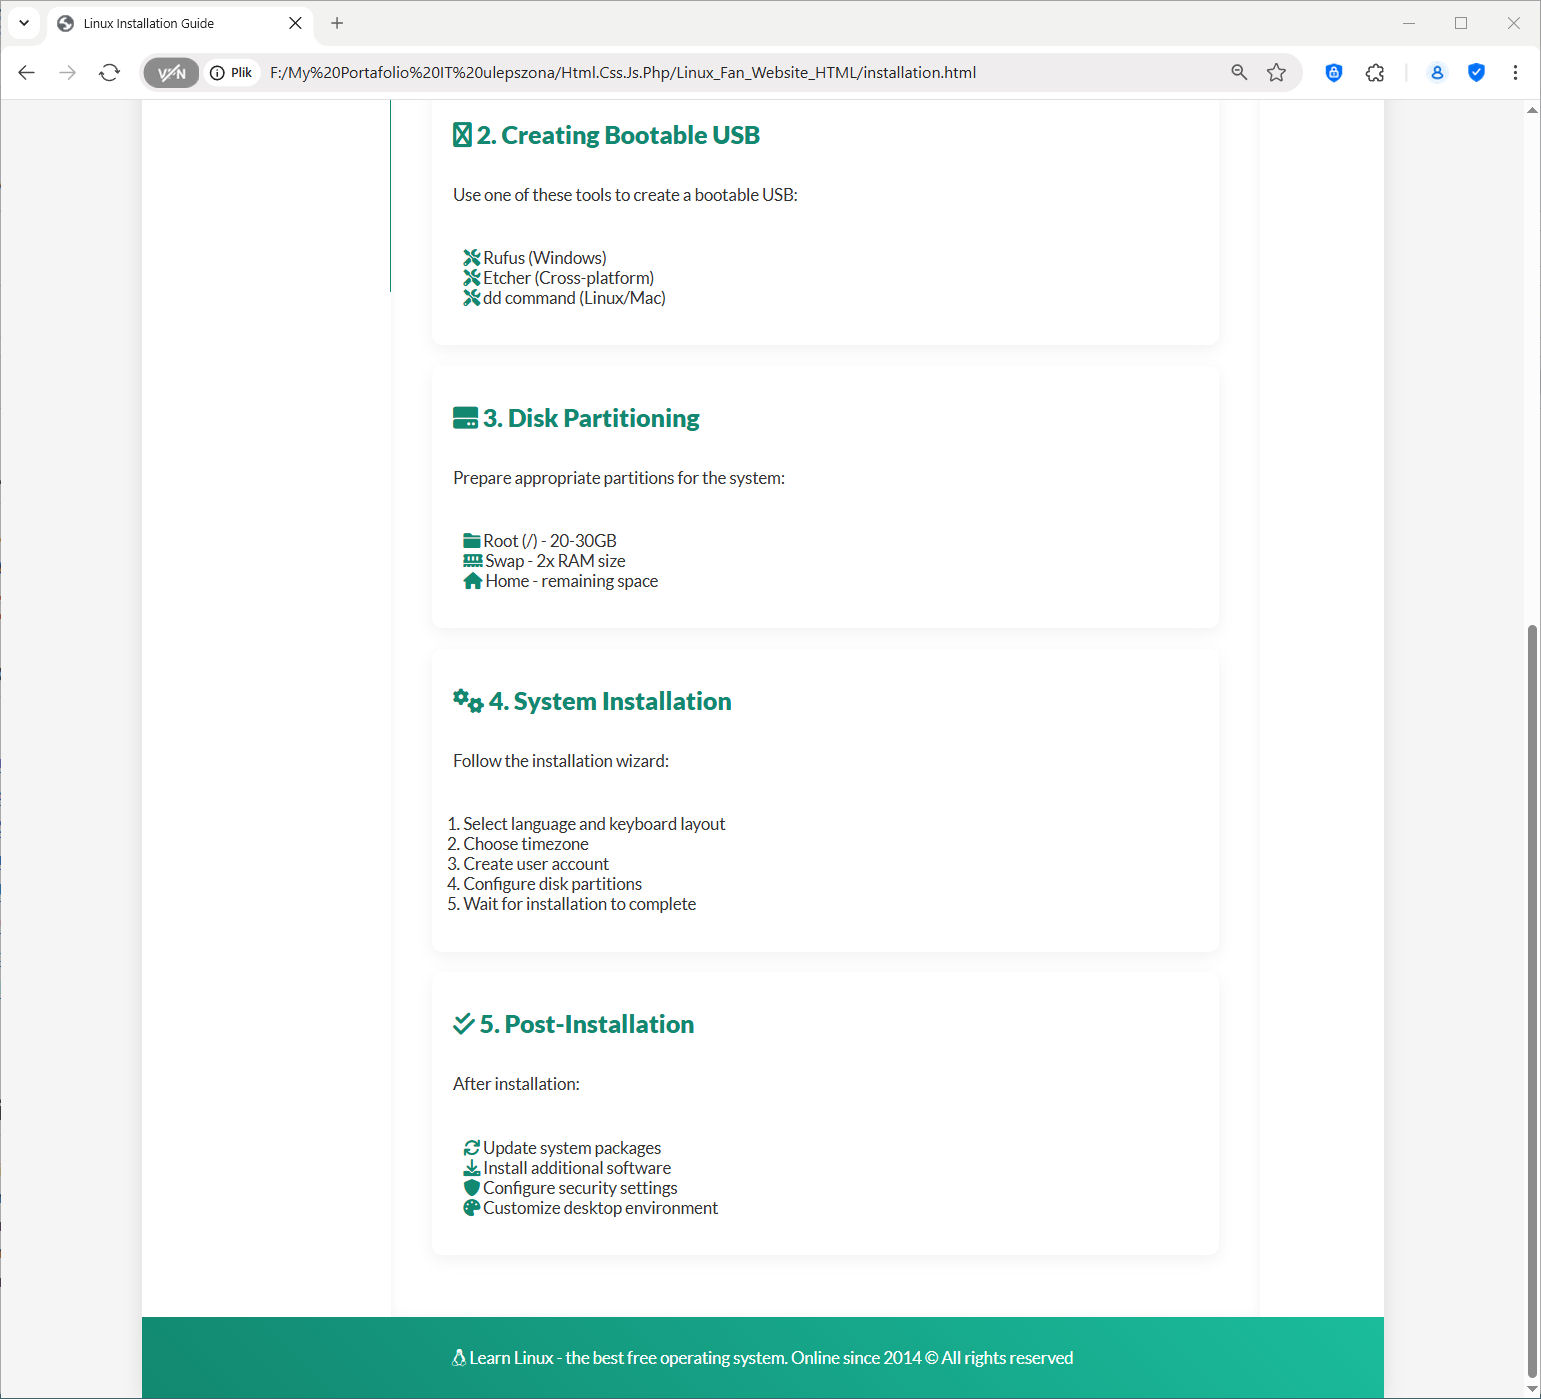 Linux Installation Guide
VPN
Plik
F:/My%20Portafolio%20IT%20ulepszona/Html.Css.Js.Php/Linux_Fan_Website_HTML/installation.html
2. Creating Bootable USB
Use one of these tools to create a bootable USB:
Rufus (Windows)
Etcher (Cross-platform)
dd command (Linux/Mac)
3. Disk Partitioning
Prepare appropriate partitions for the system:
Root (/) - 20-30GB
Swap - 2x RAM size
Home - remaining space
4. System Installation
Follow the installation wizard:
1. Select language and keyboard layout
2. Choose timezone
3. Create user account
4. Configure disk partitions
5. Wait for installation to complete
5. Post-Installation
After installation:
Update system packages
Install additional software
Configure security settings
Customize desktop environment
Learn Linux - the best free operating system. Online since 2014 © All rights reserved